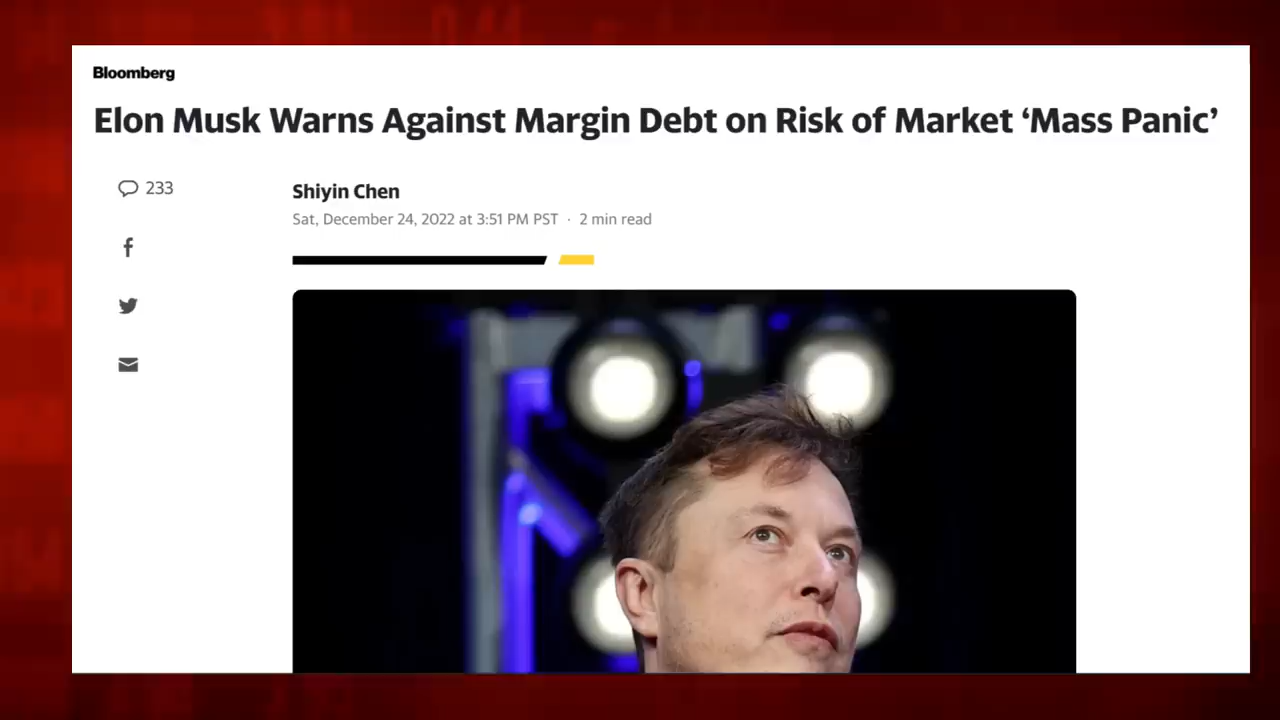 Bloomberg
Elon Musk Warns Against Margin Debt on Risk of Market ‘Mass Panic’
233
Shiyin Chen
Sat, December 24, 2022 at 3:51 PM PST · 2 min read